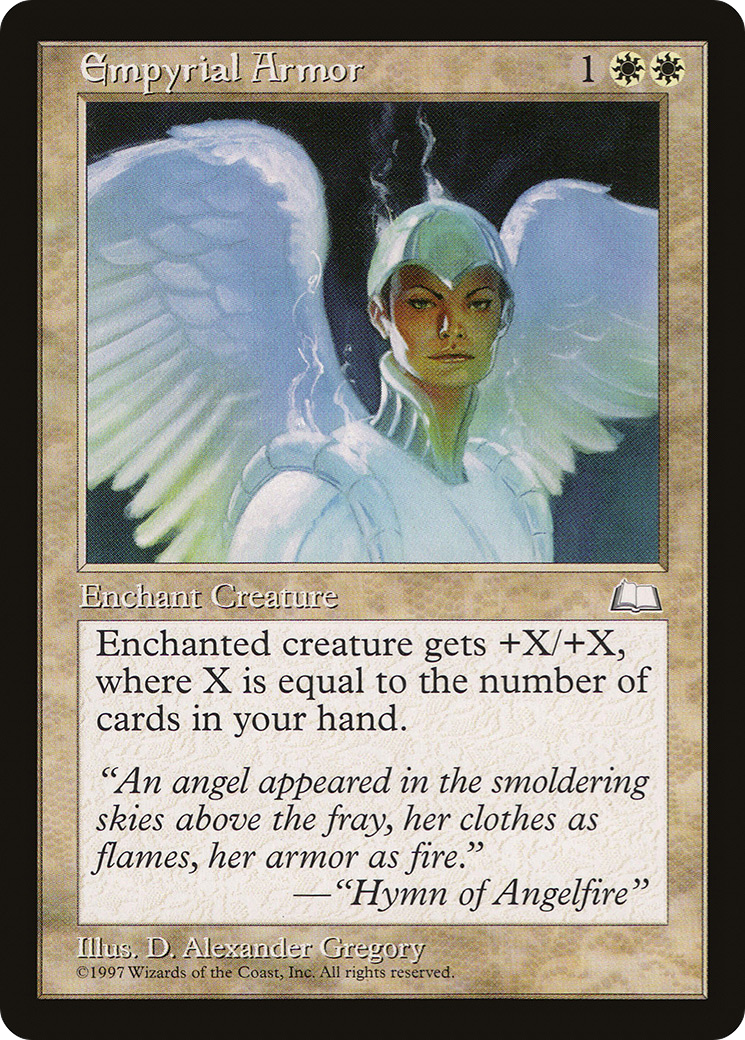 Empyrial Armor 1
Enchant Creature
Enchanted creature gets +X/+X,
where X is equal to the number of
cards in your hand.
“An angel appeared in the smoldering
skies above the fray, her clothes as
flames, her armor as fire.”
—“Hymn of Angelfire”
Illus. D. Alexander Gregory
©1997 Wizards of the Coast, Inc. All rights reserved.